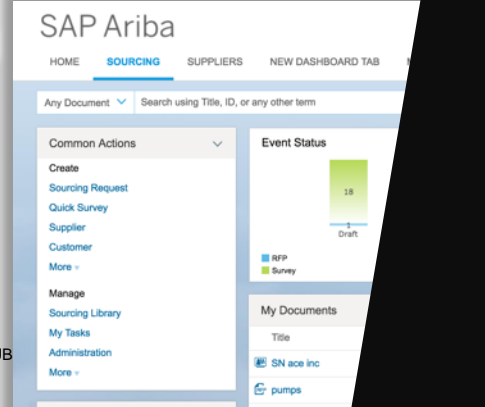 SAP Ariba
HOME SOURCING SUPPLIERS NEW DASHBOARD TAB
Any Document Search using Title, ID, or any other term
Common Actions
Create
Sourcing Request
Quick Survey
Supplier
Customer
More
Manage
Sourcing Library
My Tasks
Administration
More
Event Status
18
1
Draft
RFP
Survey
My Documents
Title
SN ace inc
pumps